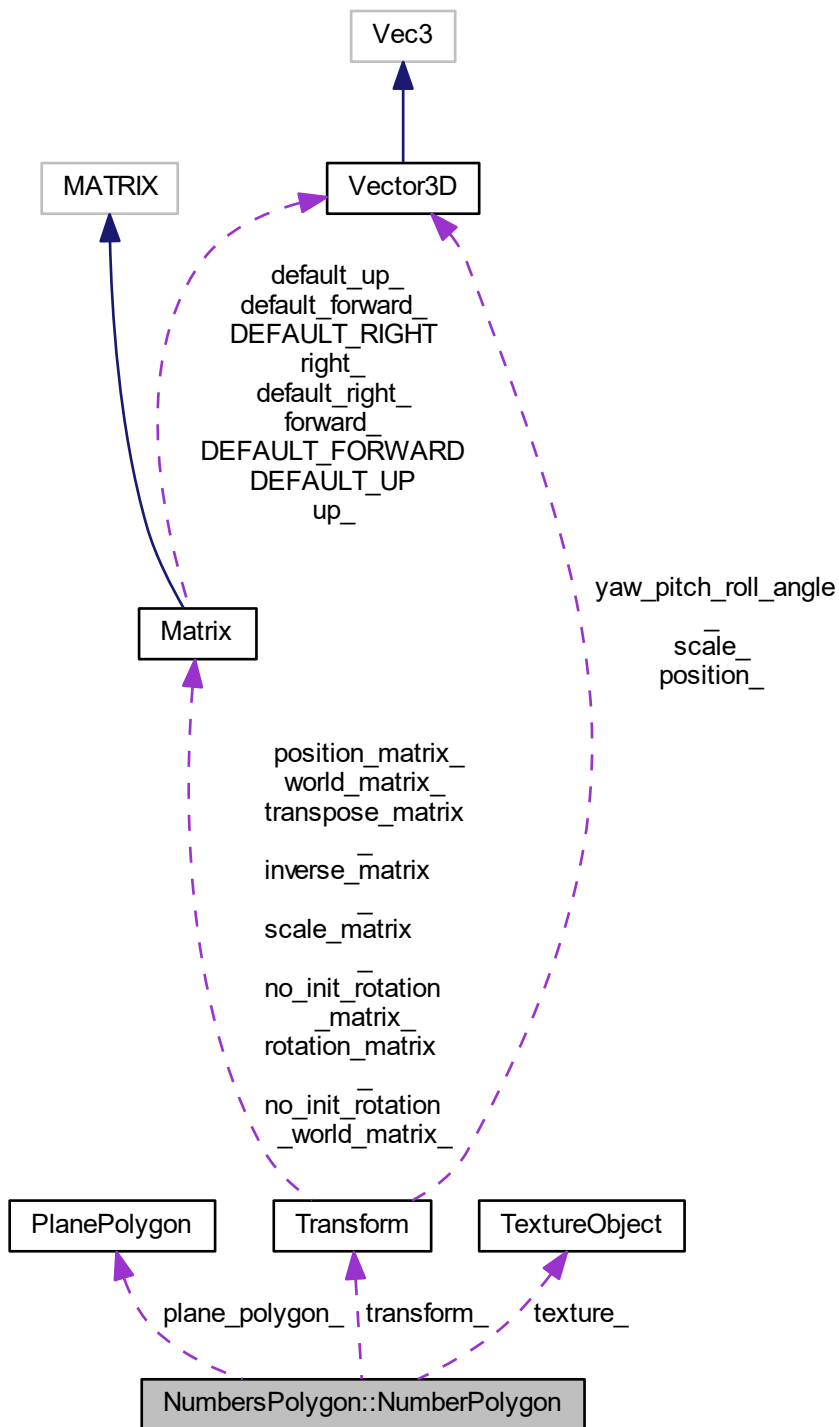 Vec3
MATRIX
Vector3D
default_up_
default_forward_
DEFAULT_RIGHT
right_
default_right_
forward_
DEFAULT_FORWARD
DEFAULT_UP
up_
yaw_pitch_roll_angle
_
scale_
position_
Matrix
position_matrix_
world_matrix_
transpose_matrix
_
inverse_matrix
_
scale_matrix
_
no_init_rotation
_matrix_
rotation_matrix
_
no_init_rotation
_world_matrix_
PlanePolygon
Transform
TextureObject
plane_polygon_
transform_
texture_
NumbersPolygon::NumberPolygon